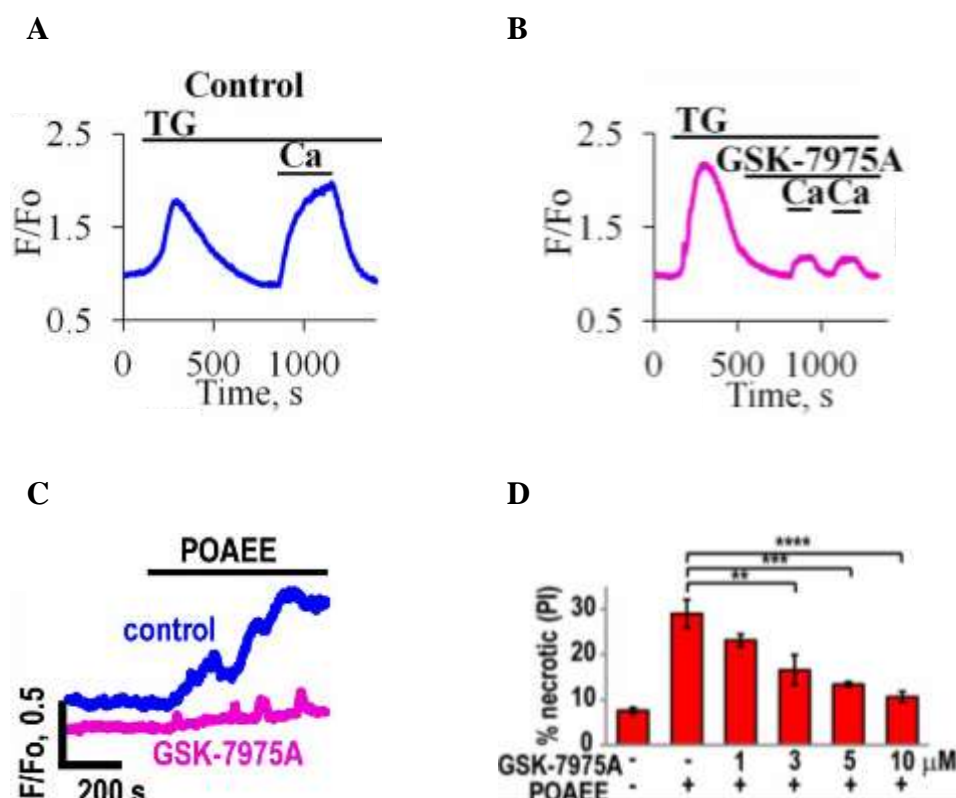 A
B
Control
TG
Ca
2.5
1.5
0.5
F/Fo
0
500
1000
Time, s
TG
GSK-7975A
Ca Ca
2.5
1.5
0.5
F/Fo
0
500
1000
Time, s
C
D
POAEE
control
GSK-7975A
F/Fo, 0.5
200 s
****
***
**
% necrotic (PI)
30
20
10
0
GSK-7975A - - 1 3 5 10 μM
POAEE - + + + + +